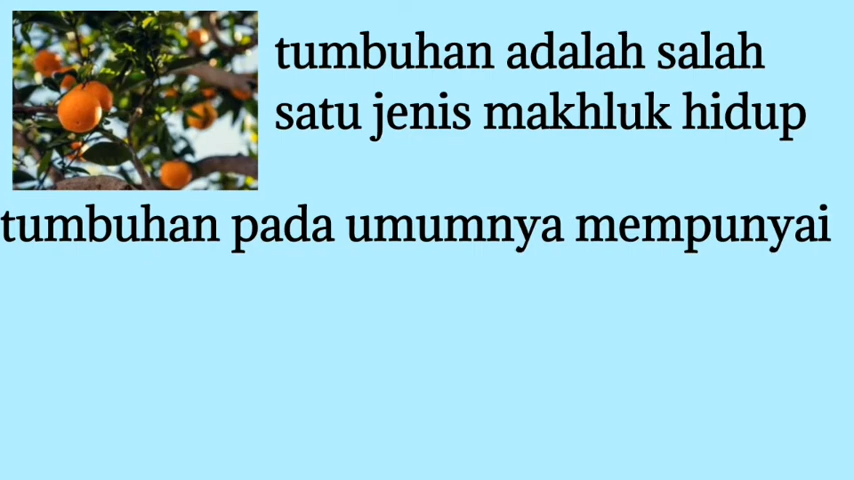 tumbuhan adalah salah
satu jenis makhluk hidup
tumbuhan pada umumnya mempunyai